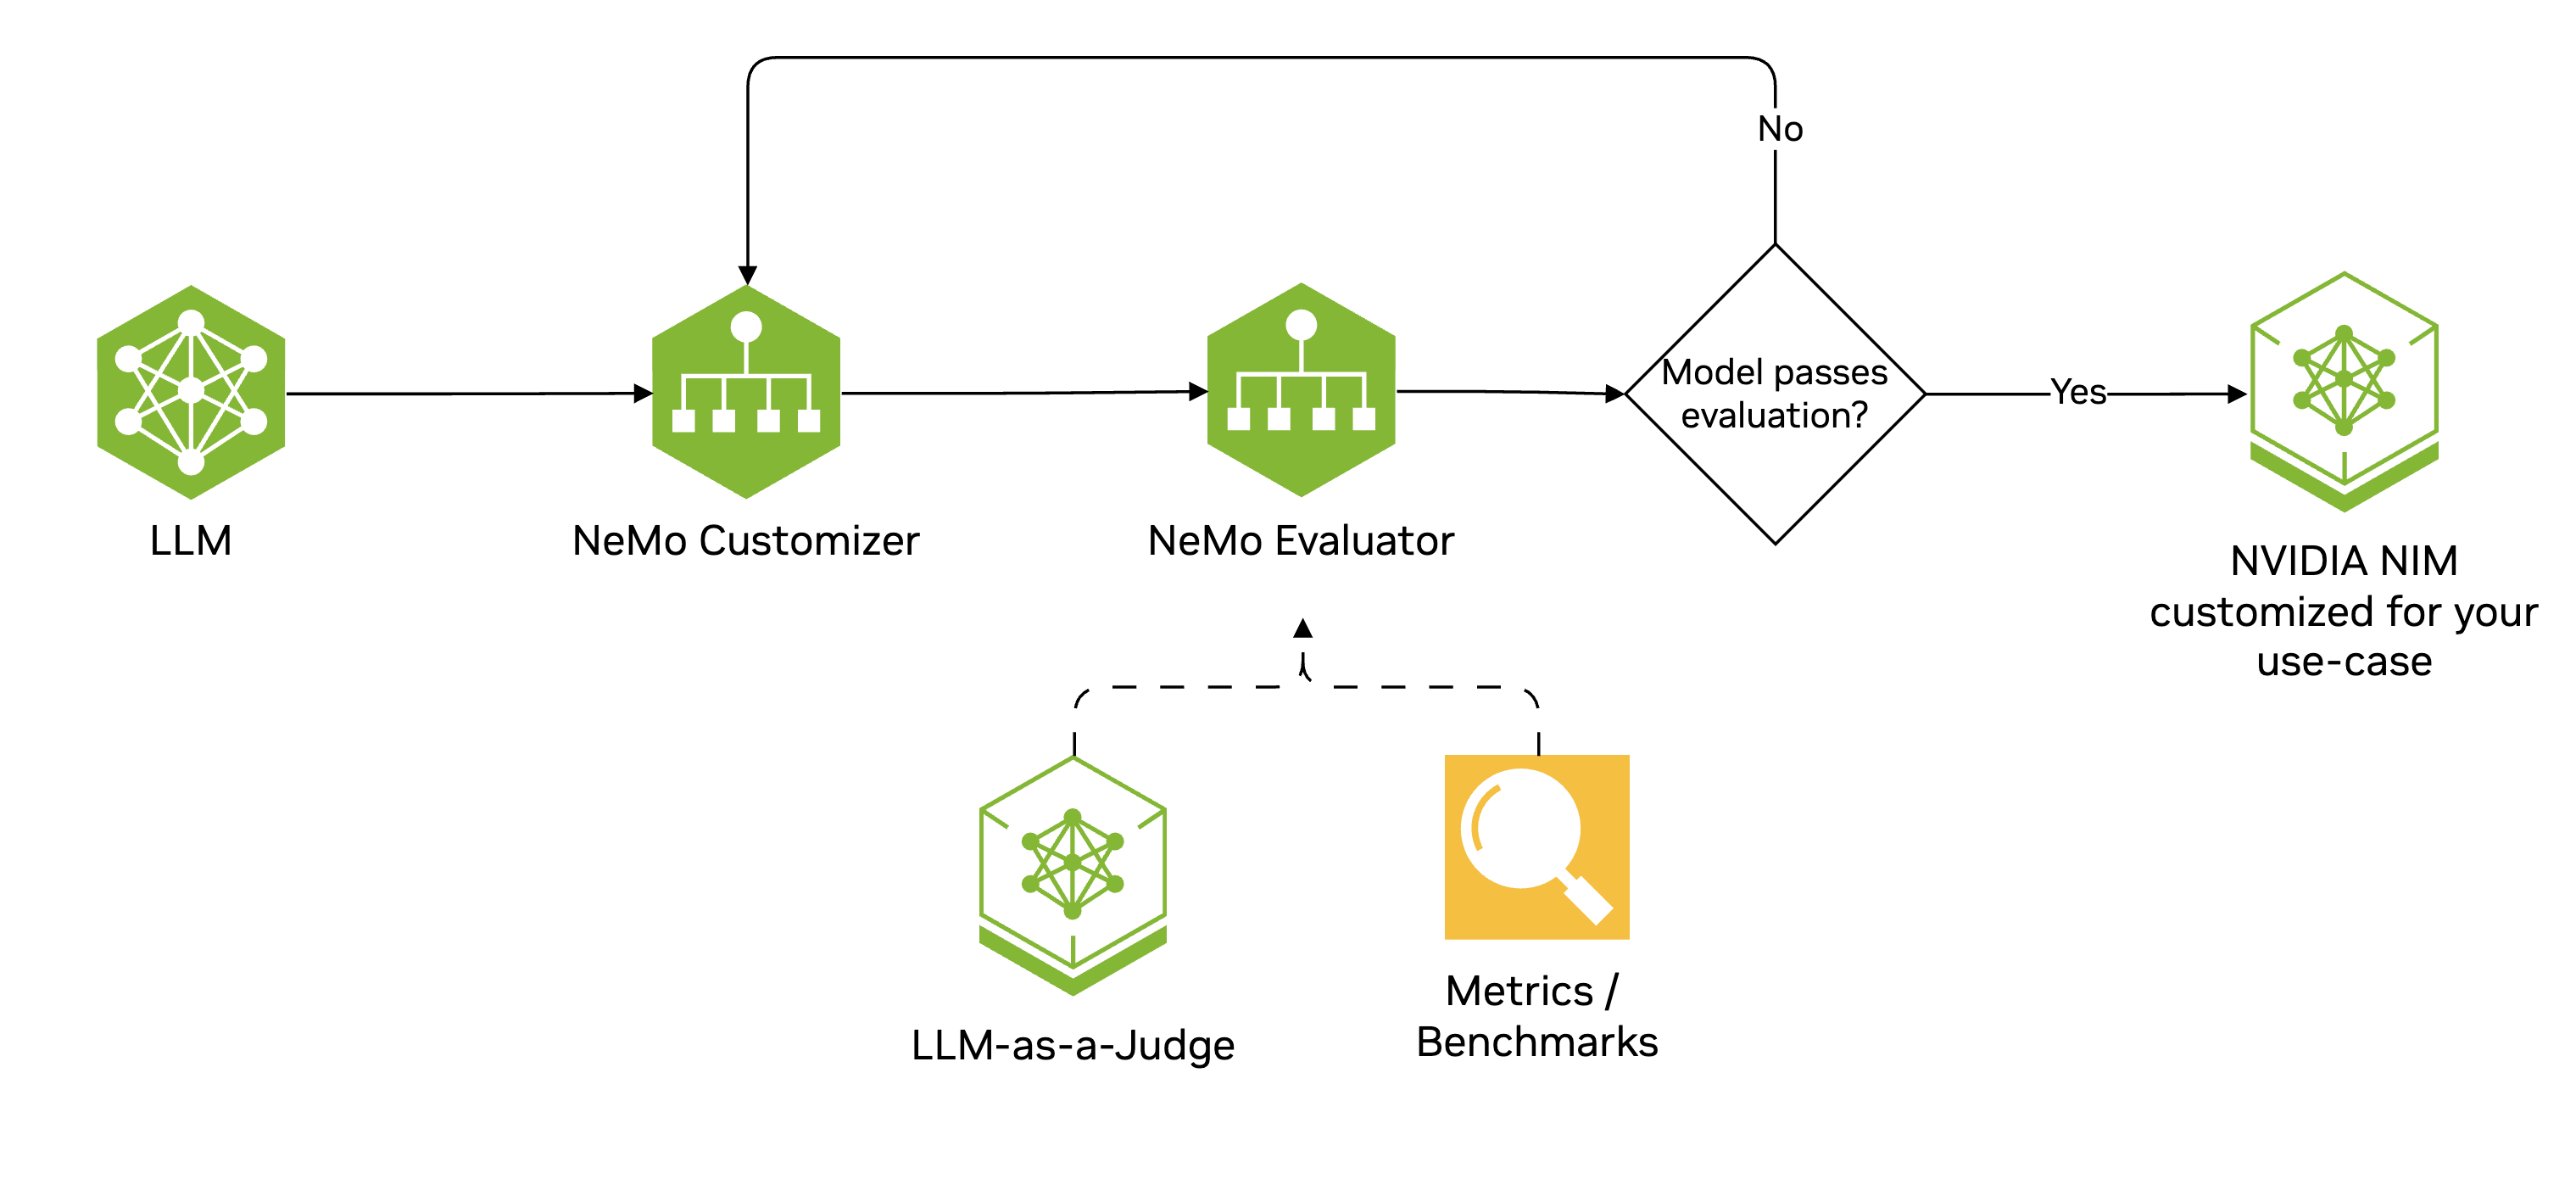 No
Model passes
evaluation?
Yes
LLM
NeMo Customizer
NeMo Evaluator
NVIDIA NIM
customized for your
use-case
LLM-as-a-Judge
Metrics /
Benchmarks